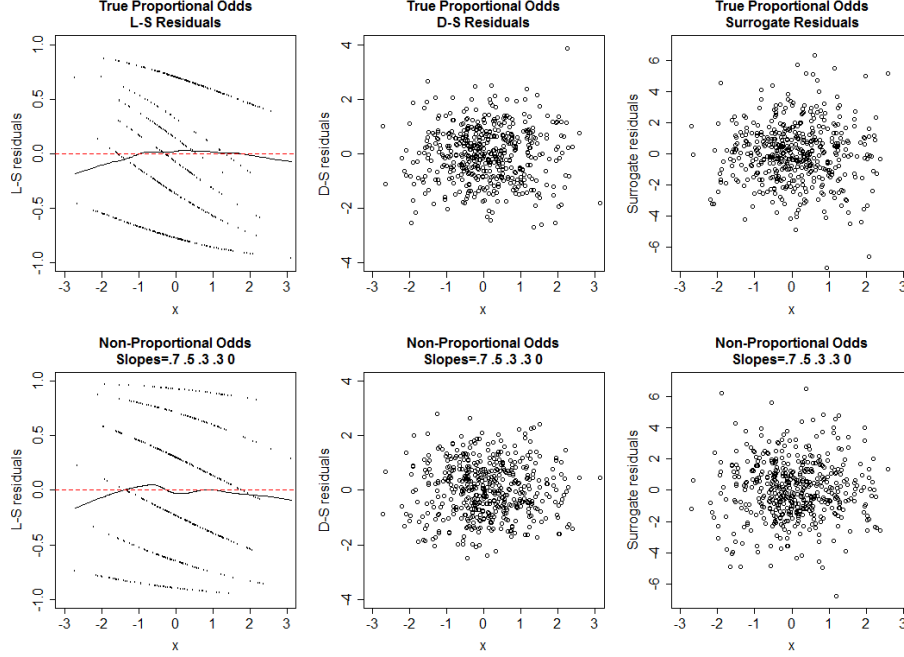 True Proportional Odds
L-S Residuals
L-S residuals
1.0
0.5
0.0
-0.5
-1.0
-3 -2 -1 0 1 2 3
x
True Proportional Odds
D-S Residuals
D-S residuals
4
2
0
-2
-4
-3 -2 -1 0 1 2 3
x
True Proportional Odds
Surrogate Residuals
Surrogate residuals
6
4
2
0
-2
-4
-6
-3 -2 -1 0 1 2 3
x
Non-Proportional Odds
Slopes=.7 .5 .3 .3 0
L-S residuals
1.0
0.5
0.0
-0.5
-1.0
-3 -2 -1 0 1 2 3
x
Non-Proportional Odds
Slopes=.7 .5 .3 .3 0
D-S residuals
4
2
0
-2
-4
-3 -2 -1 0 1 2 3
x
Non-Proportional Odds
Slopes=.7 .5 .3 .3 0
Surrogate residuals
6
4
2
0
-2
-4
-6
-3 -2 -1 0 1 2 3
x